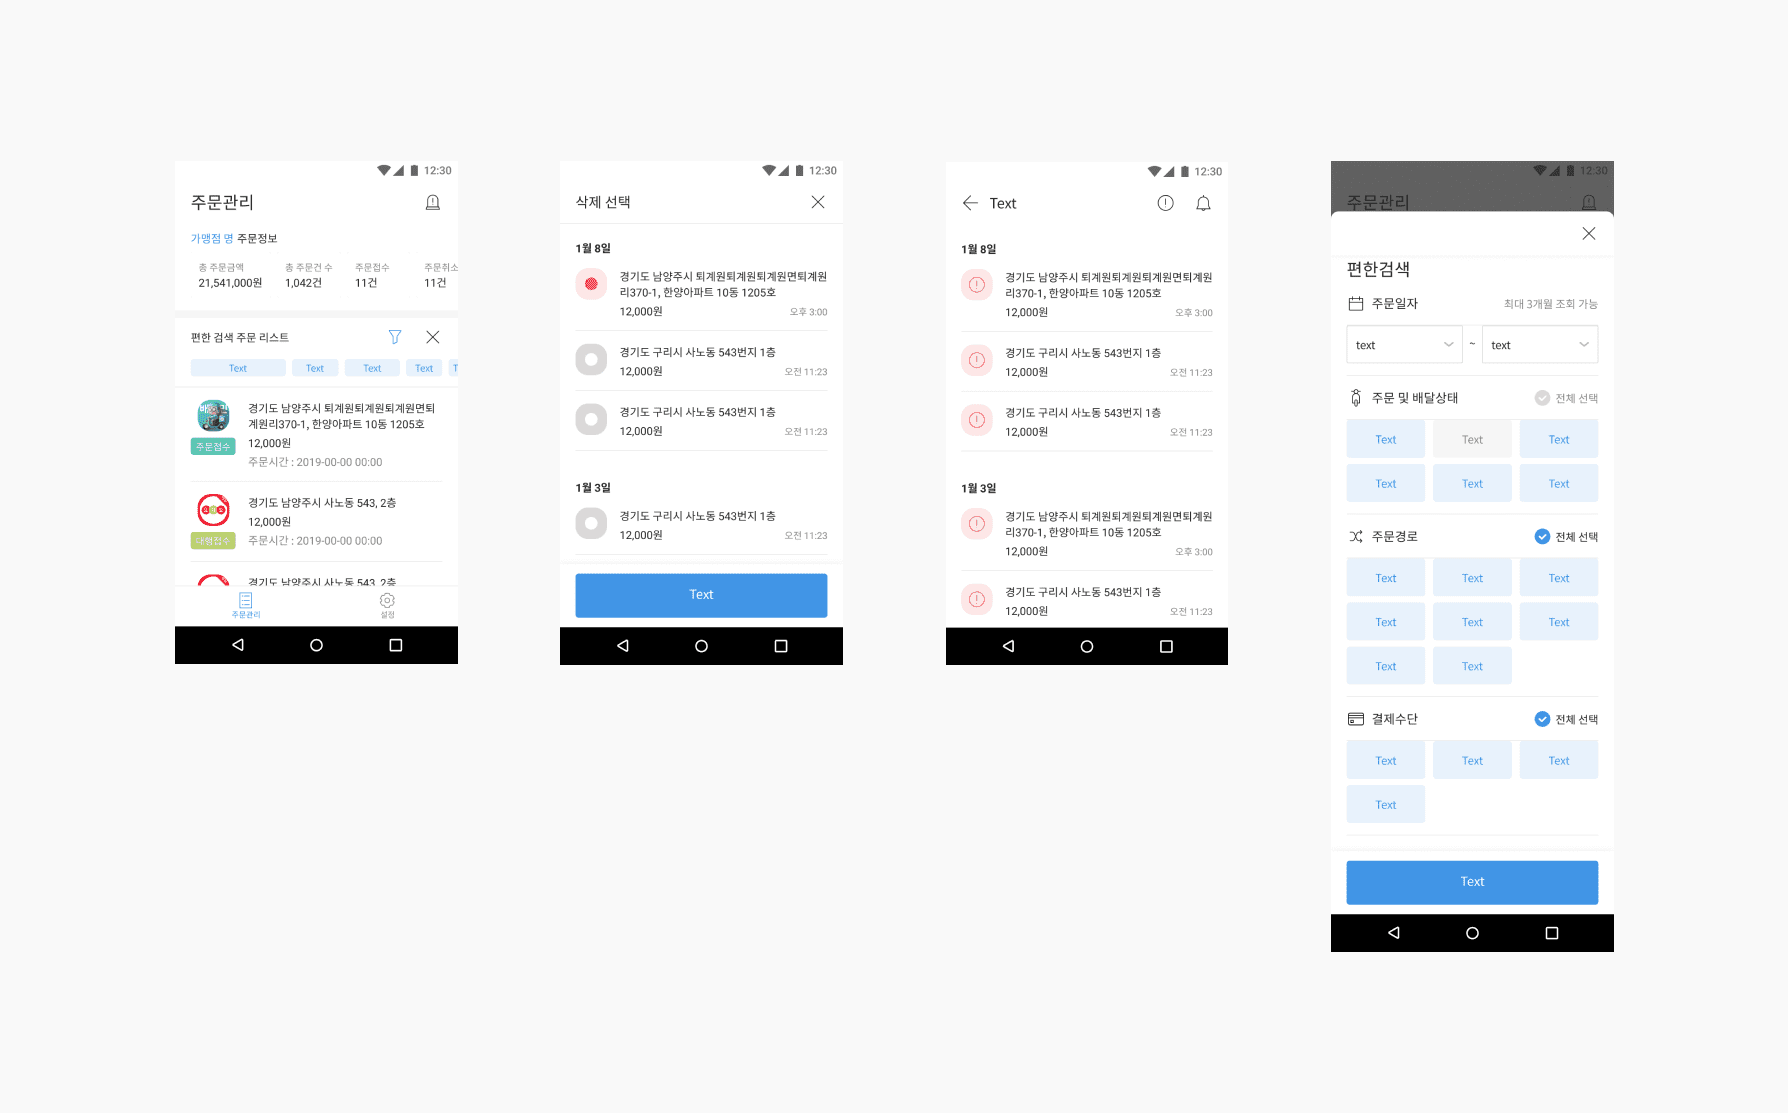 12:30
주문관리
가맹점 명 주문정보
총 주문금액 총 주문건 수 주문접수 주문취소
21,541,000원 1,042건 11건 11건
편한 검색 주문 리스트
Text Text Text Text T
경기도 남양주시 퇴계원퇴계원퇴계원면퇴
계원리370-1, 한양아파트 10동 1205호
12,000원
주문접수
주문시간 : 2019-00-00 00:00
경기도 남양주시 사노동 543, 2층
12,000원
대행접수
주문시간 : 2019-00-00 00:00
경기도 남양주시 사노동 543, 2층
주문관리 설정
12:30
삭제 선택
1월 8일
경기도 남양주시 퇴계원퇴계원퇴계원면퇴계원
리370-1, 한양아파트 10동 1205호
12,000원 오후 3:00
경기도 구리시 사노동 543번지 1층
12,000원 오전 11:23
경기도 구리시 사노동 543번지 1층
12,000원 오전 11:23
1월 3일
경기도 구리시 사노동 543번지 1층
12,000원 오전 11:23
Text
12:30
Text
1월 8일
경기도 남양주시 퇴계원퇴계원퇴계원면퇴계원
리370-1, 한양아파트 10동 1205호
12,000원 오후 3:00
경기도 구리시 사노동 543번지 1층
12,000원 오전 11:23
경기도 구리시 사노동 543번지 1층
12,000원 오전 11:23
1월 3일
경기도 남양주시 퇴계원퇴계원퇴계원면퇴계원
리370-1, 한양아파트 10동 1205호
12,000원 오후 3:00
경기도 구리시 사노동 543번지 1층
12,000원 오전 11:23
12:30
주문관리
편한검색
주문일자 최대 3개월 조회 가능
text ~ text
주문 및 배달상태 전체 선택
Text Text Text
Text Text Text
주문경로 전체 선택
Text Text Text
Text Text Text
Text Text
결제수단 전체 선택
Text Text Text
Text
Text